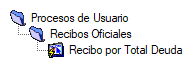 Procesos de Usuario
Recibos Oficiales
Recibo por Total Deuda